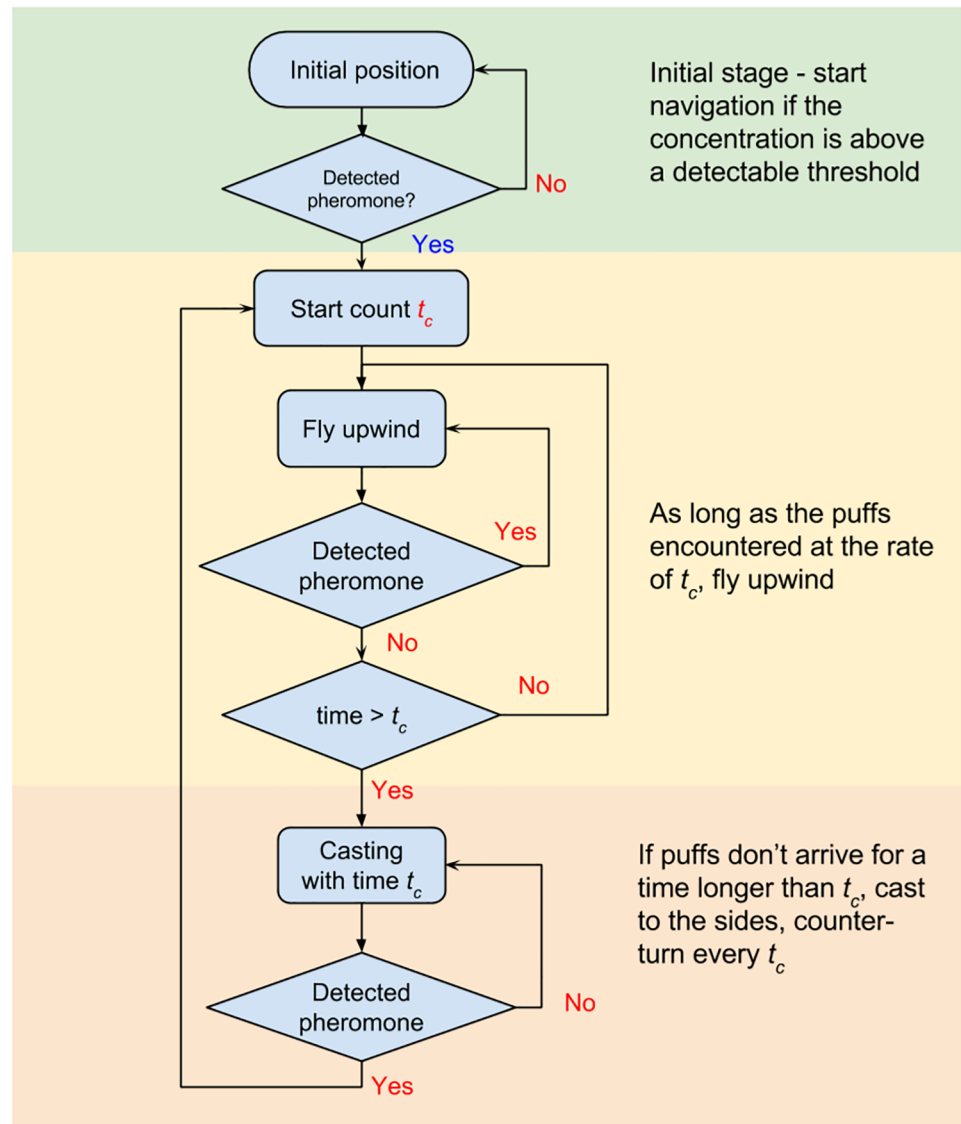 Initial position
Initial stage - start
navigation if the
concentration is above
a detectable threshold
Detected
pheromone?
No
Yes
Start count tc
Fly upwind
Yes
Detected
pheromone
As long as the puffs
encountered at the rate
of tc, fly upwind
No
No
time > tc
Yes
Casting
with time tc
If puffs don’t arrive for a
time longer than tc, cast
to the sides, counter-
turn every tc
Detected
pheromone
No
Yes